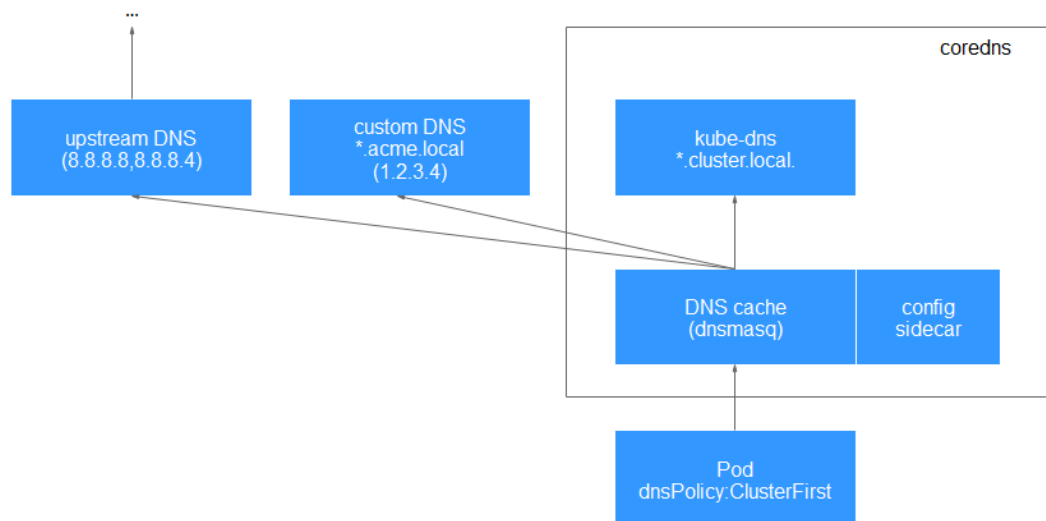 ...
coredns
upstream DNS
(8.8.8.8,8.8.8.4)
custom DNS
*.acme.local
(1.2.3.4)
kube-dns
*.cluster.local.
DNS cache
(dnsmasq)
config
sidecar
Pod
dnsPolicy:ClusterFirst